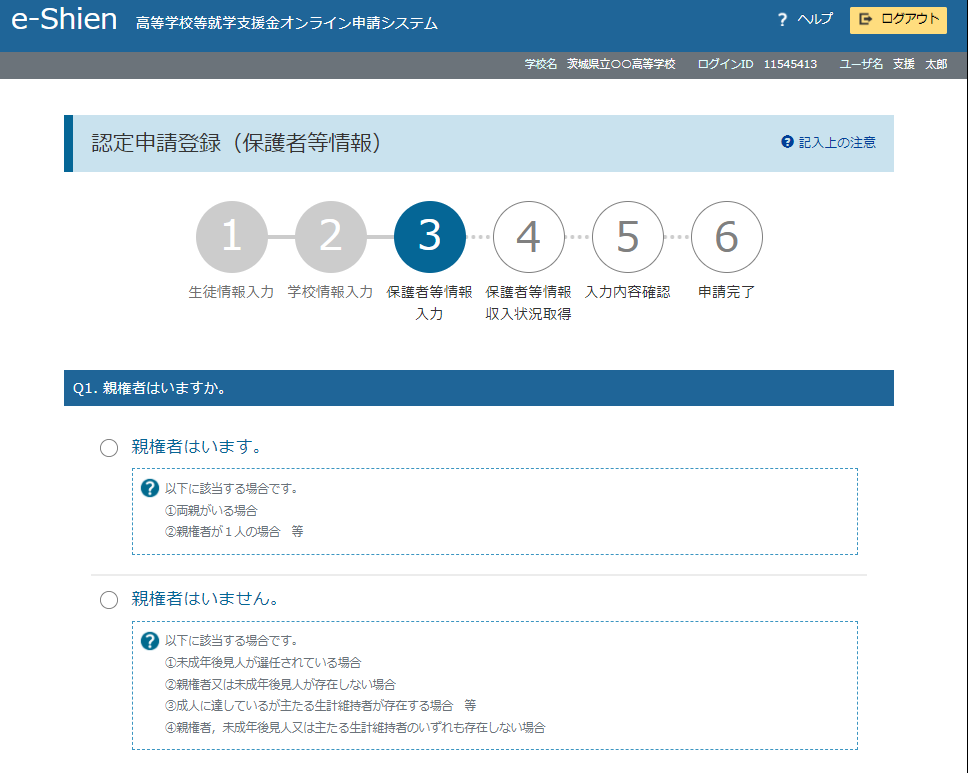 e-Shien 高等学校等就学支援金オンライン申請システム ? ヘルプ ログアウト
学校名 茨城県立〇〇高等学校 ログインID 11545413 ユーザ名 支援 太郎
認定申請登録（保護者等情報） ? 記入上の注意
1 2 3 4 5 6
生徒情報入力 学校情報入力 保護者等情報 保護者等情報 入力内容確認 申請完了
入力 収入状況取得
Q1. 親権者はいますか。
親権者はいます。
? 以下に該当する場合です。
①両親がいる場合
②親権者が１人の場合　等
親権者はいません。
? 以下に該当する場合です。
①未成年後見人が選任されている場合
②親権者又は未成年後見人が存在しない場合
③成人に達しているが主たる生計維持者が存在する場合　等
④親権者，未成年後見人又は主たる生計維持者のいずれも存在しない場合